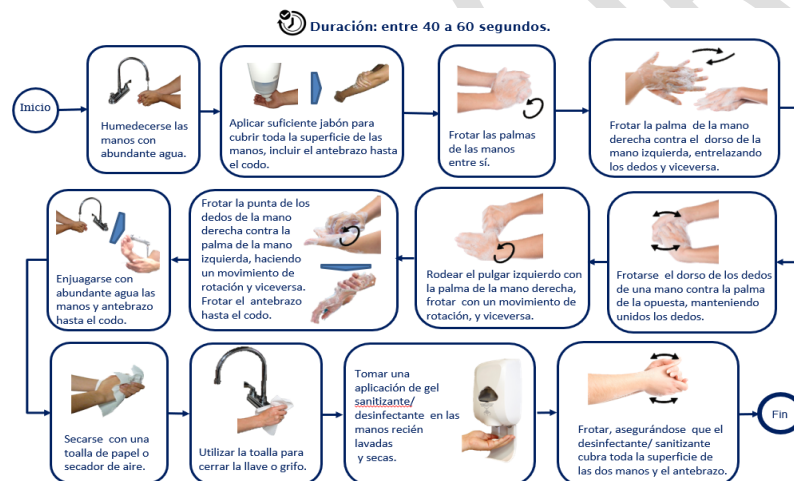 Duración: entre 40 a 60 segundos.
Inicio
Humedecerse las
manos con
abundante agua.
Aplicar suficiente jabón para
cubrir toda la superficie de las
manos, incluir el antebrazo hasta
el codo.
Frotar las palmas
de las manos
entre sí.
Frotar la palma de la mano
derecha contra el dorso de la
mano izquierda, entrelazando
los dedos y viceversa.
Frotarse el dorso de los dedos
de una mano contra la palma
de la opuesta, manteniendo
unidos los dedos.
Rodear el pulgar izquierdo con
la palma de la mano derecha,
frotar con un movimiento de
rotación, y viceversa.
Frotar la punta de los
dedos de la mano
derecha contra la
palma de la mano
izquierda, haciendo
un movimiento de
rotación y viceversa.
Frotar el antebrazo
hasta el codo.
Enjuagarse con
abundante agua las
manos y antebrazo
hasta el codo.
Secarse con una
toalla de papel o
secador de aire.
Utilizar la toalla para
cerrar la llave o grifo.
Tomar una
aplicación de gel
sanitizante/
desinfectante en las
manos recién
lavadas
y secas.
Frotar, asegurándose que el
desinfectante/ sanitizante
cubra toda la superficie de
las dos manos y el antebrazo.
Fin